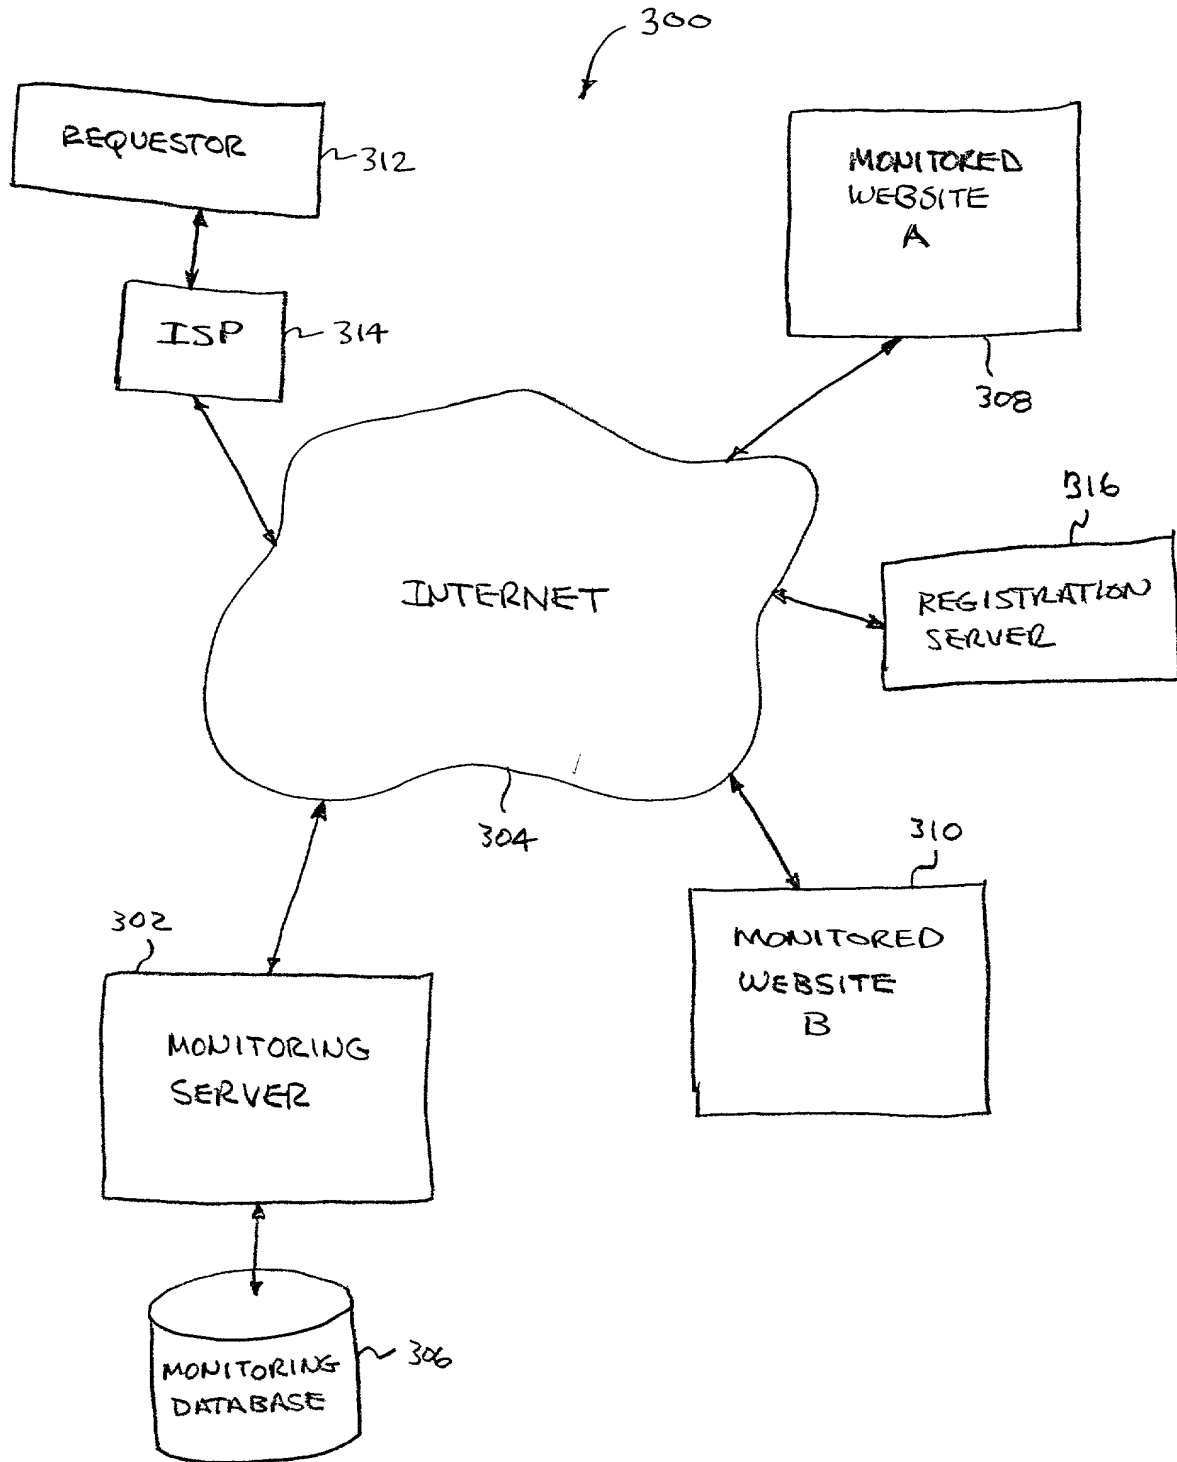 300
REQUESTOR
312
MONITORED
WEBSITE
A
ISP
314
308
316
INTERNET
REGISTRATION
SERVER
304
310
302
MONITORED
WEBSITE
B
MONITORING
SERVER
306
MONITORING
DATABASE